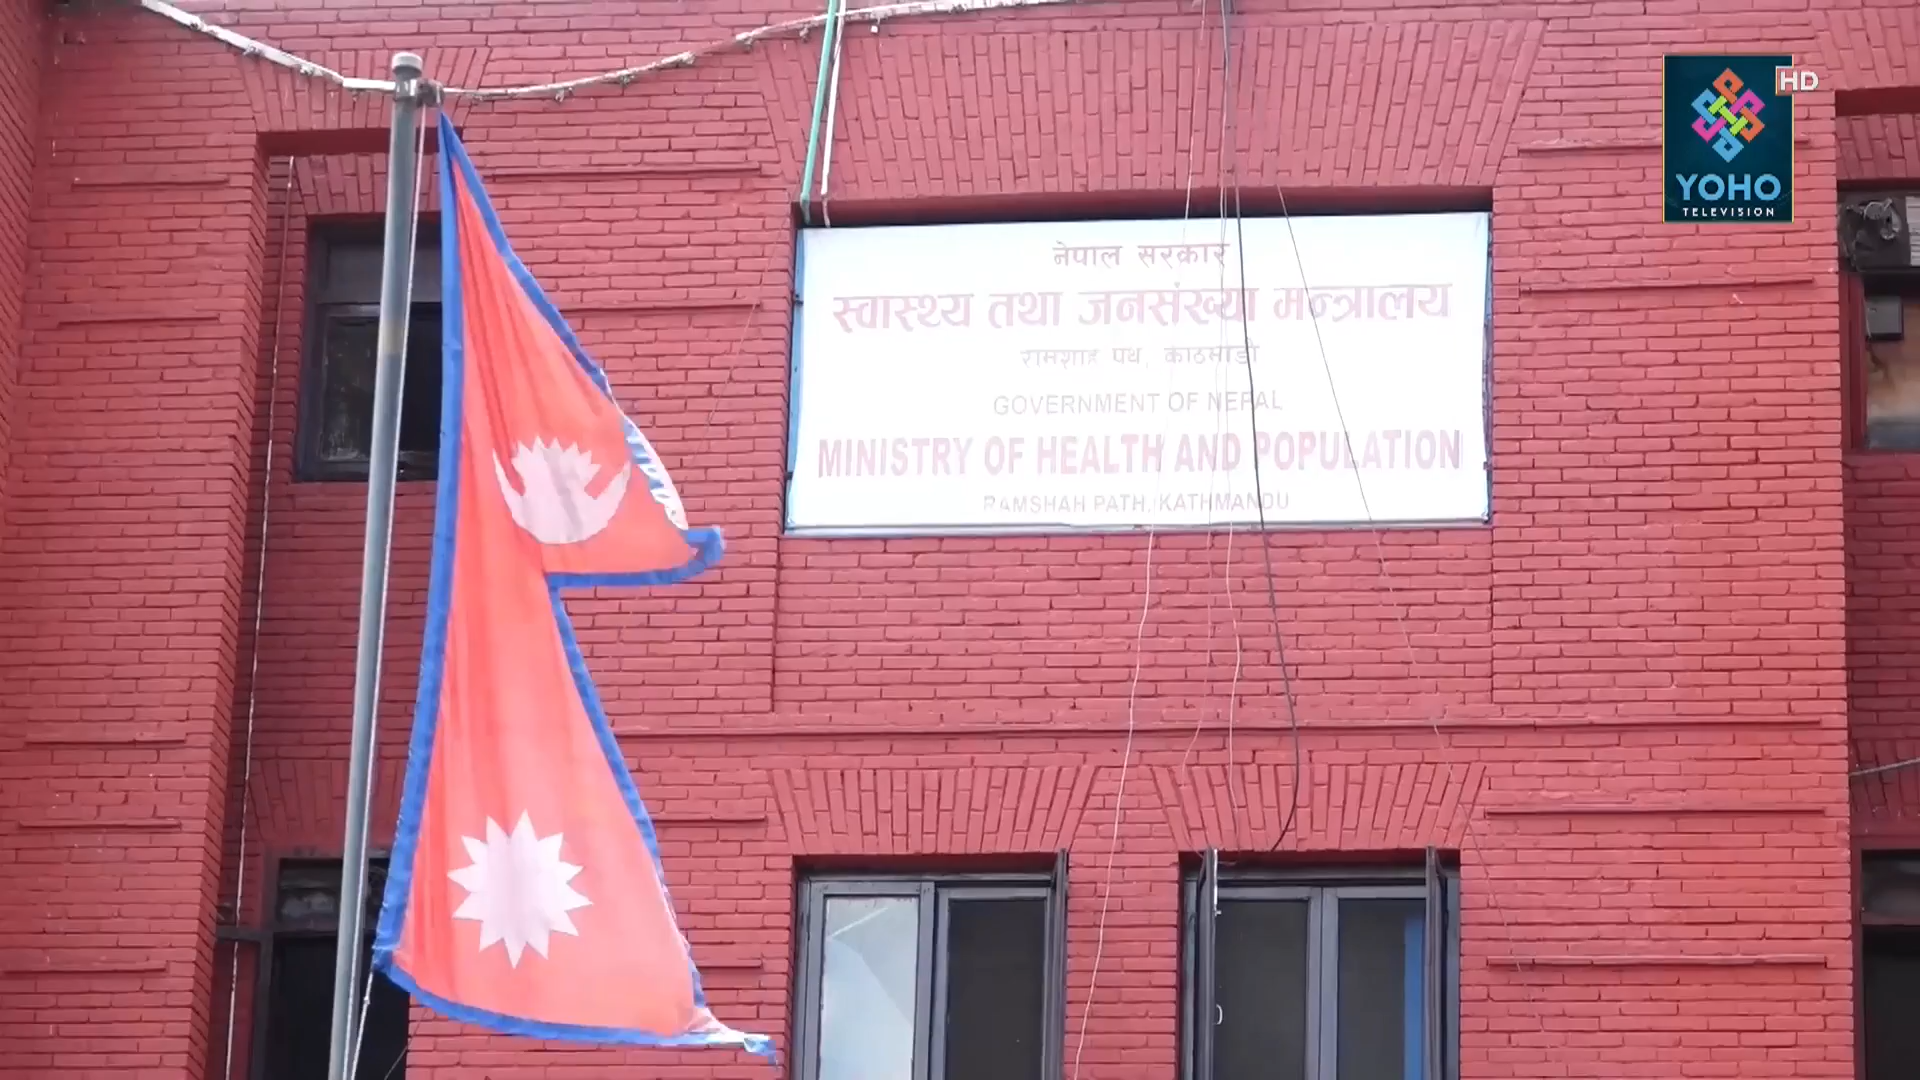 नेपाल सरकार
स्वास्थ्य तथा जनसंख्या मन्त्रालय
रामशाह पथ, काठमाडौं
GOVERNMENT OF NEPAL
MINISTRY OF HEALTH AND POPULATION
RAMSHAH PATH, KATHMANDU
HD
YOHO
TELEVISION